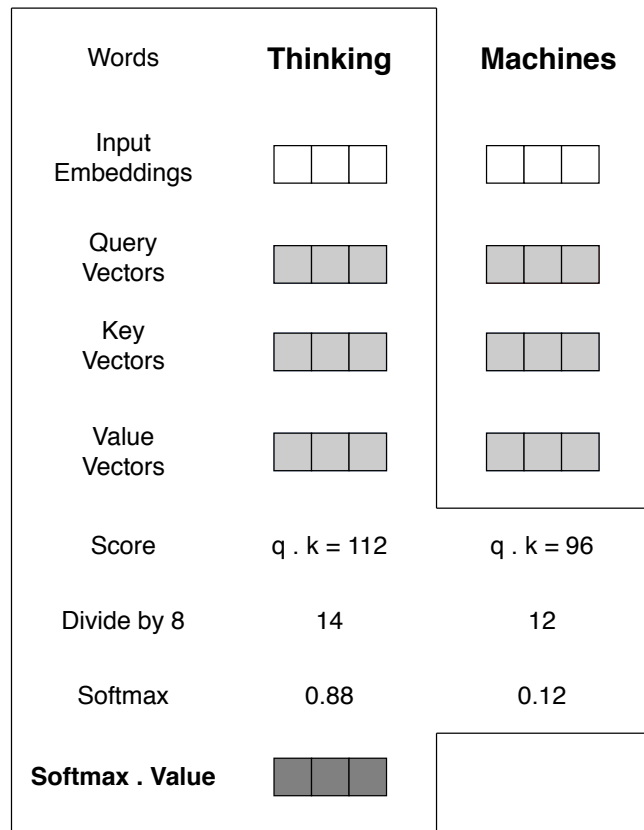 Words Thinking Machines
Input
Embeddings
Query
Vectors
Key
Vectors
Value
Vectors
Score q . k = 112 q . k = 96
Divide by 8 14 12
Softmax 0.88 0.12
Softmax . Value